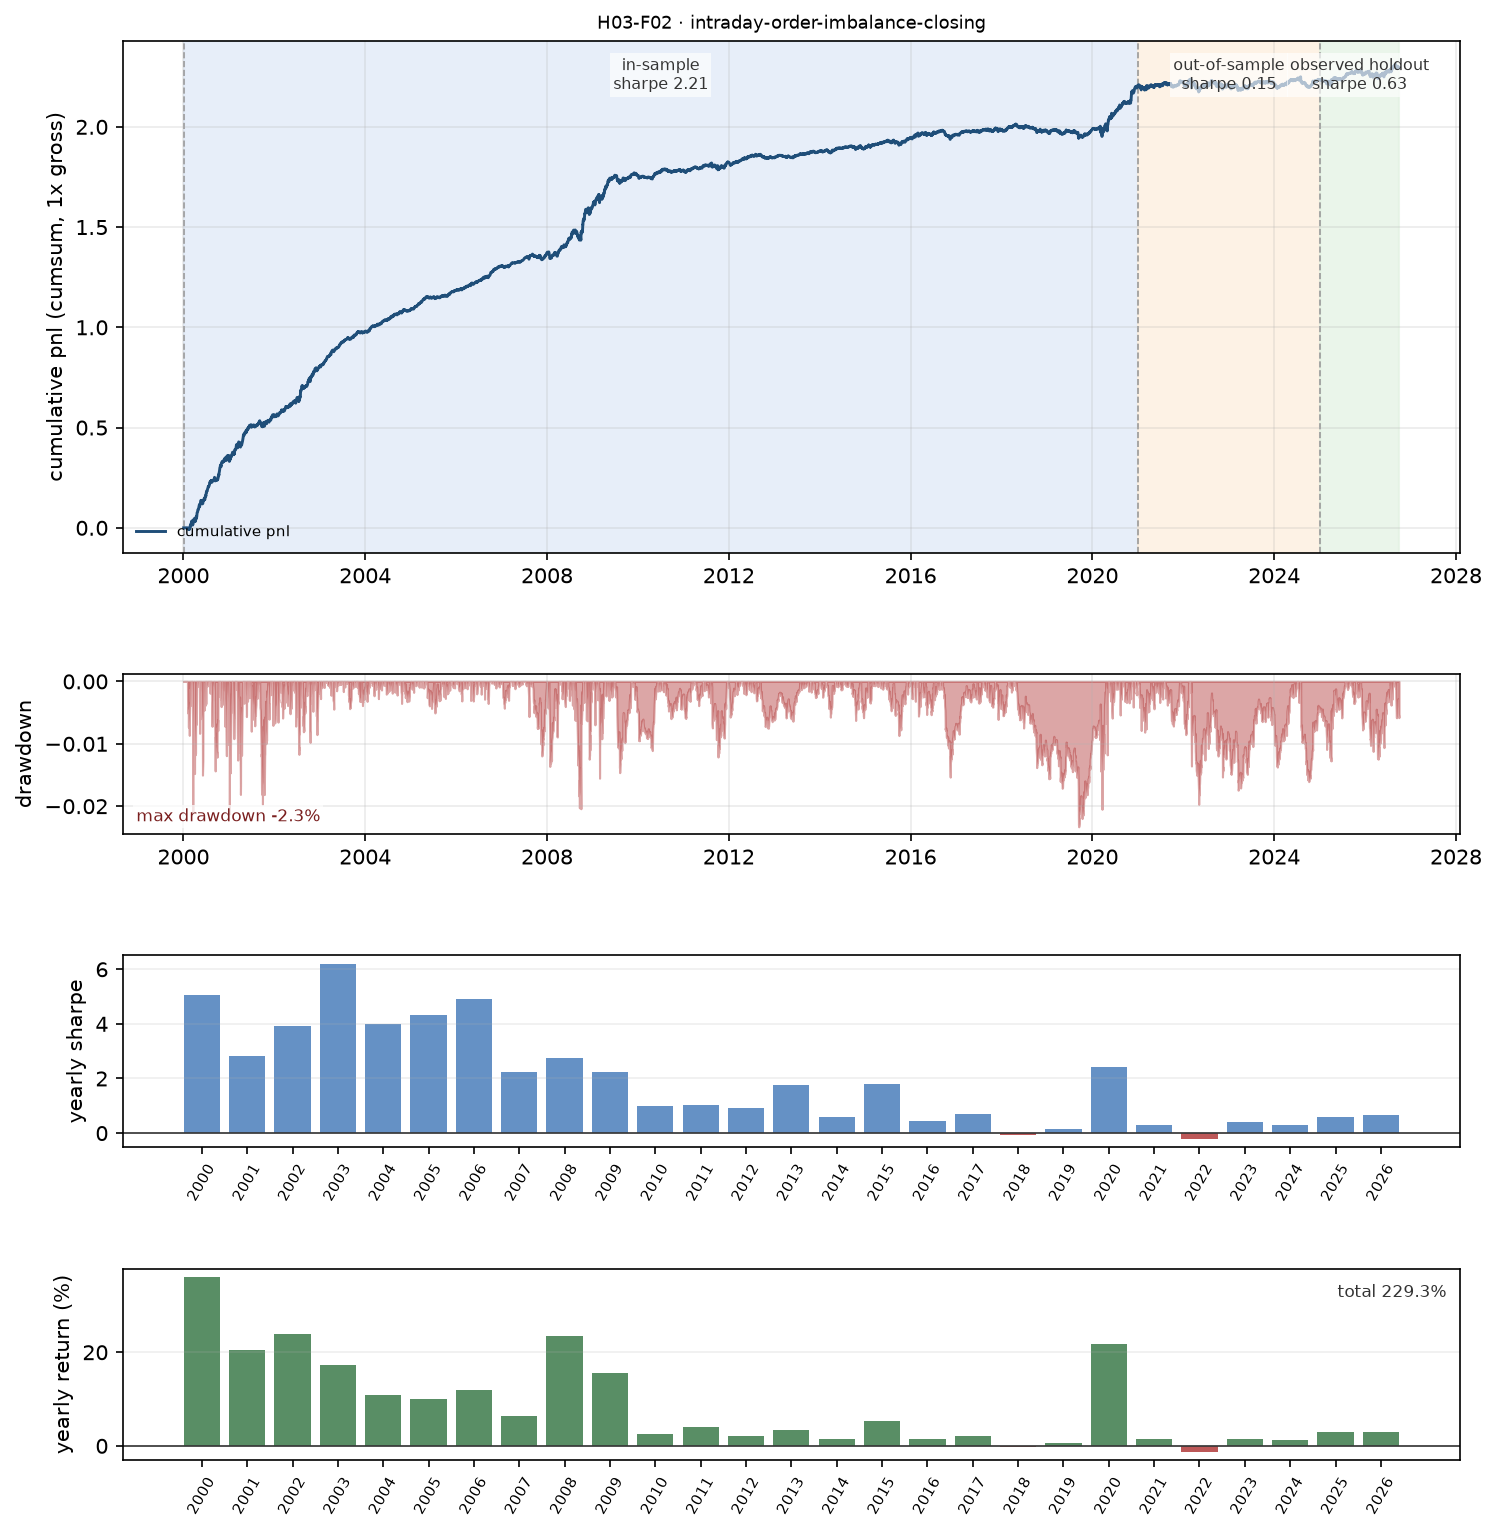 H03-F02 · intraday-order-imbalance-closing
in-sample
sharpe 2.21
out-of-sample observed holdout
sharpe 0.15 sharpe 0.63
cumulative pnl (cumsum, 1x gross)
2.0
1.5
1.0
0.5
0.0
cumulative pnl
2000 2004 2008 2012 2016 2020 2024 2028
drawdown
0.00
−0.01
−0.02
max drawdown -2.3%
2000 2004 2008 2012 2016 2020 2024 2028
yearly sharpe
6
4
2
0
2000 2001 2002 2003 2004 2005 2006 2007 2008 2009 2010 2011 2012 2013 2014 2015 2016 2017 2018 2019 2020 2021 2022 2023 2024 2025 2026
yearly return (%)
total 229.3%
20
0
2000 2001 2002 2003 2004 2005 2006 2007 2008 2009 2010 2011 2012 2013 2014 2015 2016 2017 2018 2019 2020 2021 2022 2023 2024 2025 2026